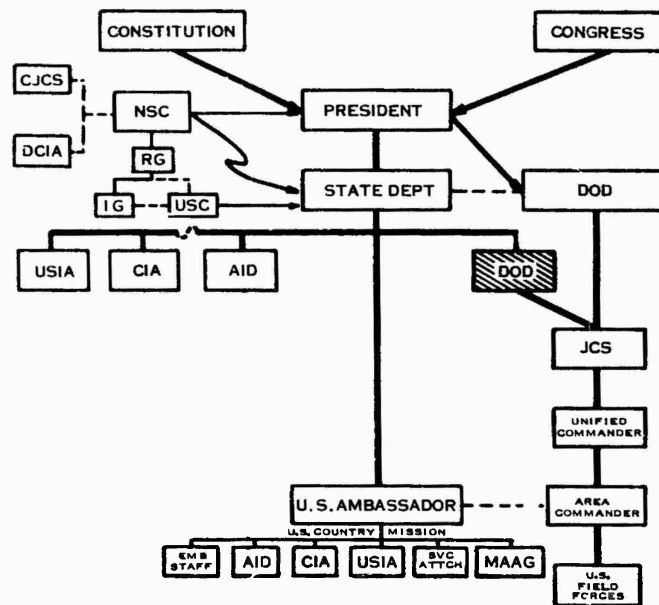 CONSTITUTION
CONGRESS
CJCS
NSC
PRESIDENT
DCIA
RG
STATE DEPT
DOD
IG
USC
USIA
CIA
AID
DOD
JCS
UNIFIED
COMMANDER
U.S. AMBASSADOR
AREA
COMMANDER
U.S. COUNTRY MISSION
EMB
STAFF
AID
CIA
USIA
SVC
ATTCH
MAAG
U.S.
FIELD
FORCES